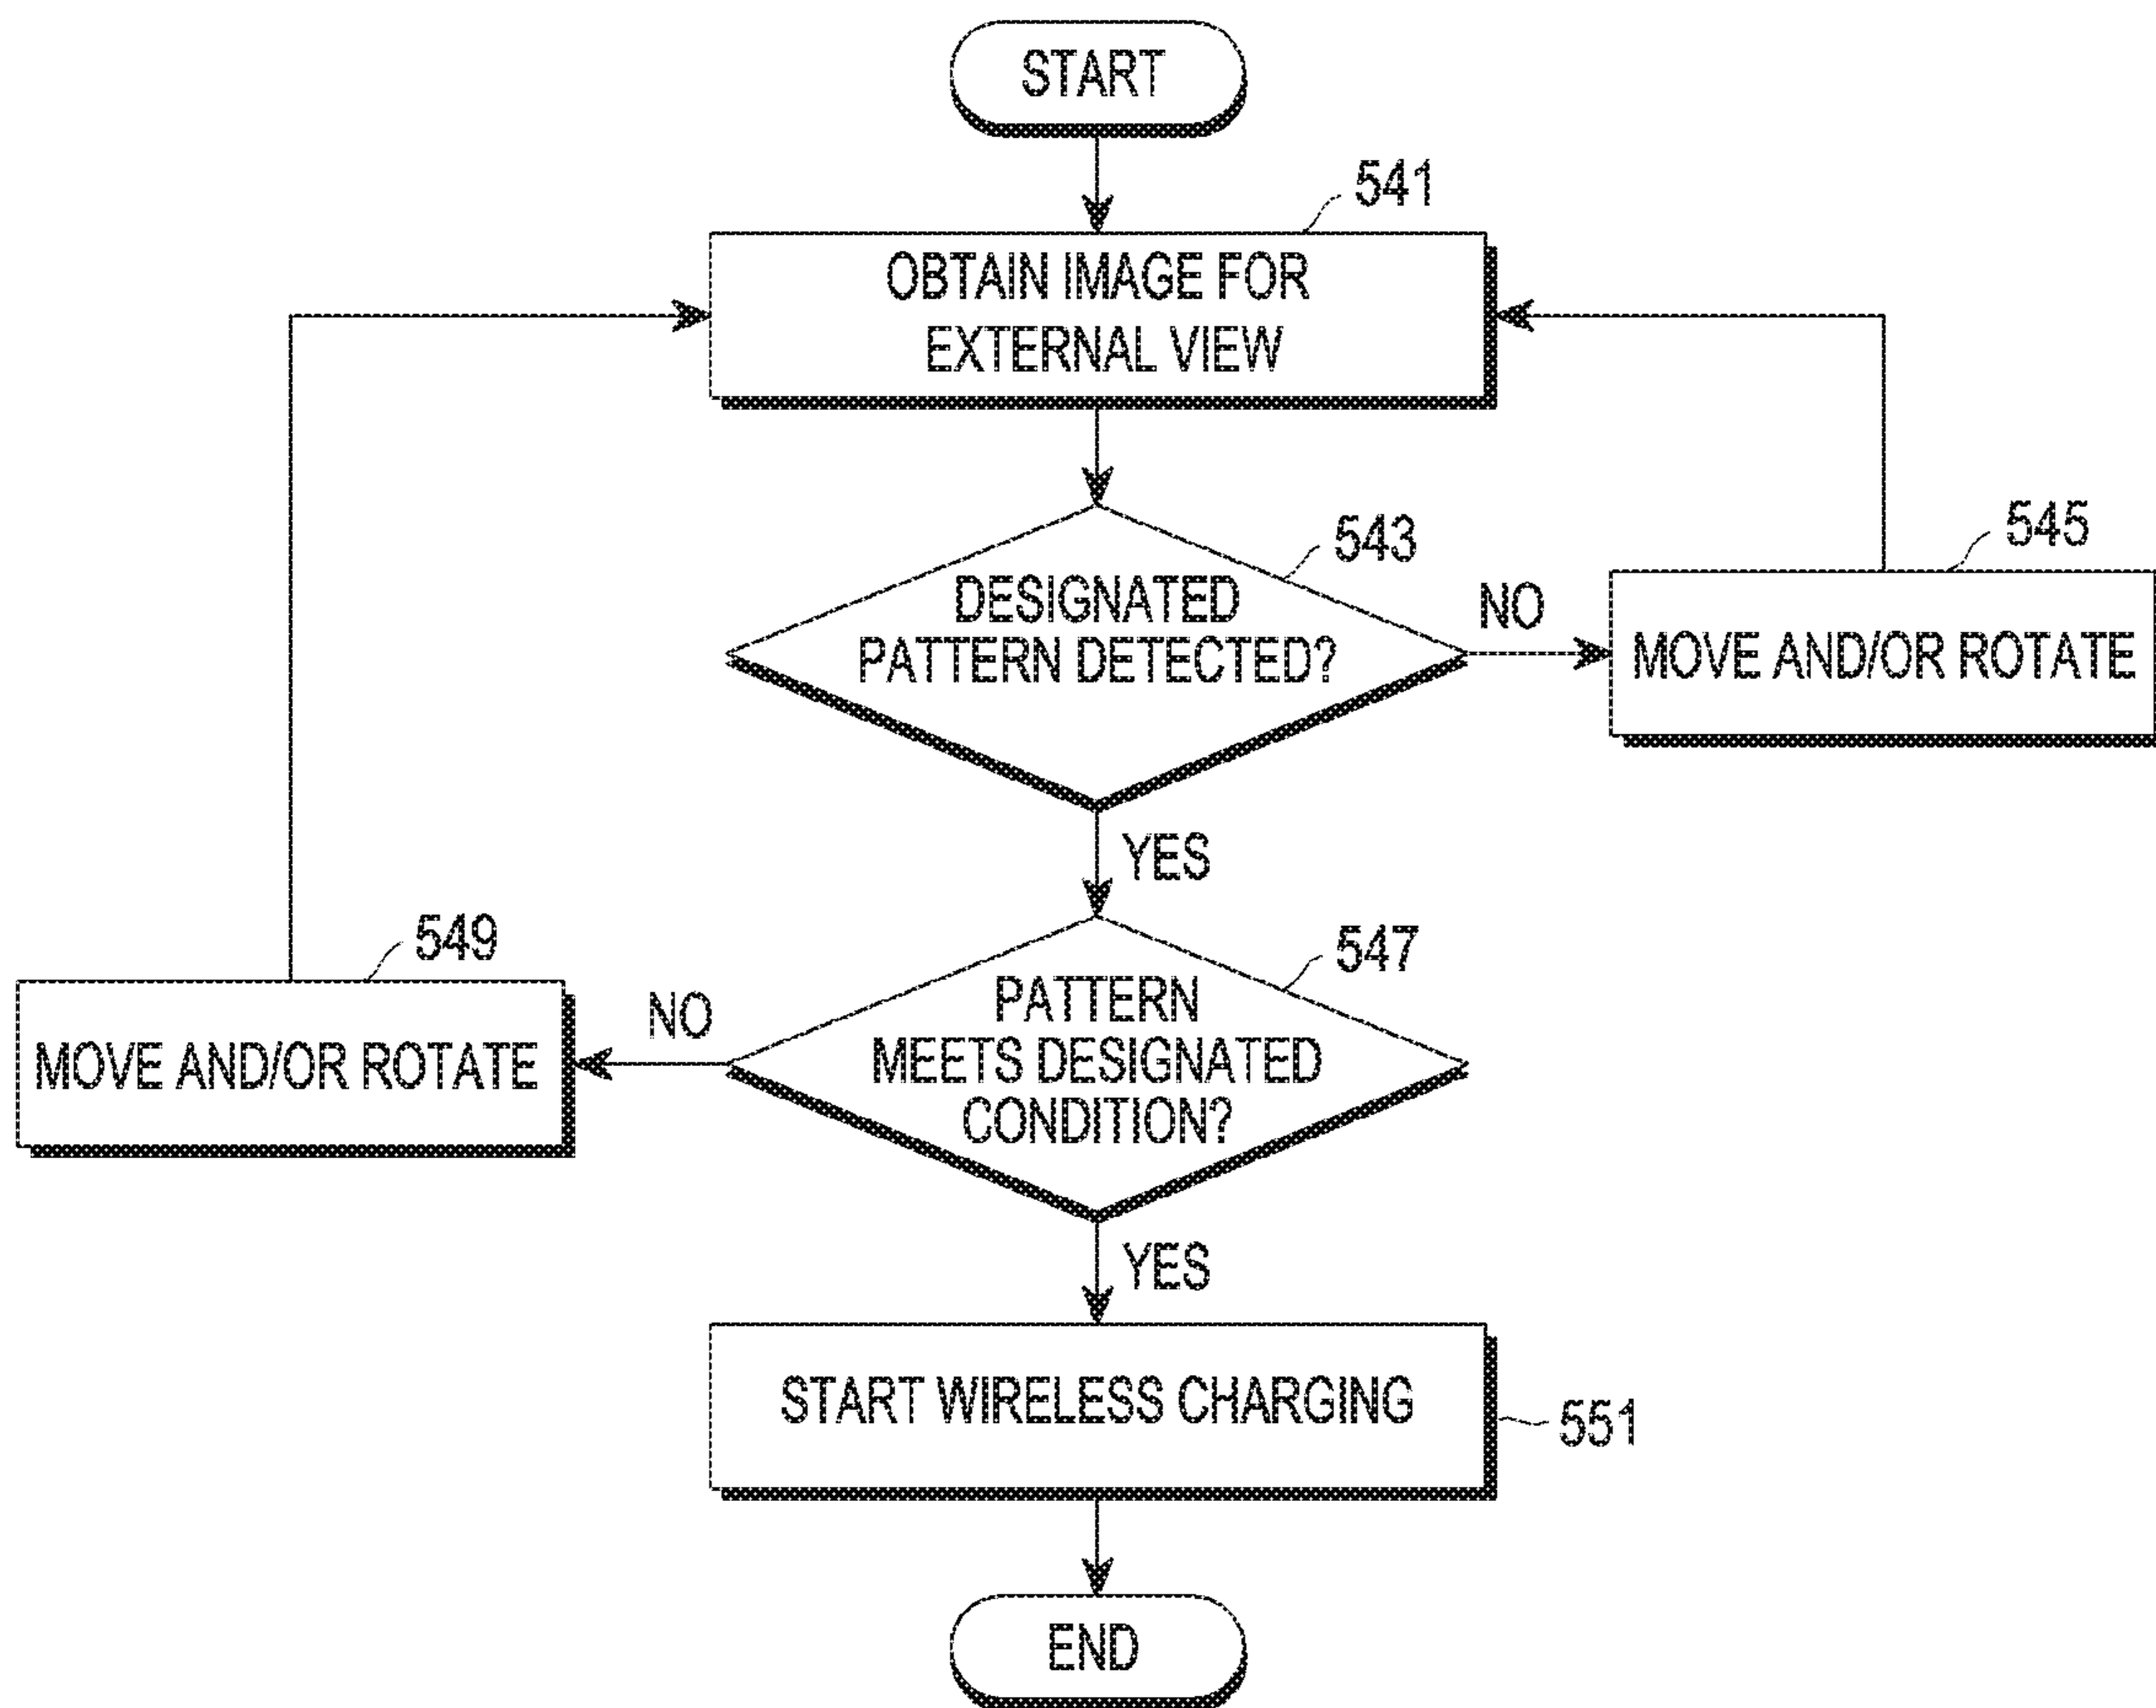 START
541
OBTAIN IMAGE FOR
EXTERNAL VIEW
543
DESIGNATED
PATTERN DETECTED?
NO
545
MOVE AND/OR ROTATE
YES
547
PATTERN
MEETS DESIGNATED
CONDITION?
NO
549
MOVE AND/OR ROTATE
YES
START WIRELESS CHARGING
551
END